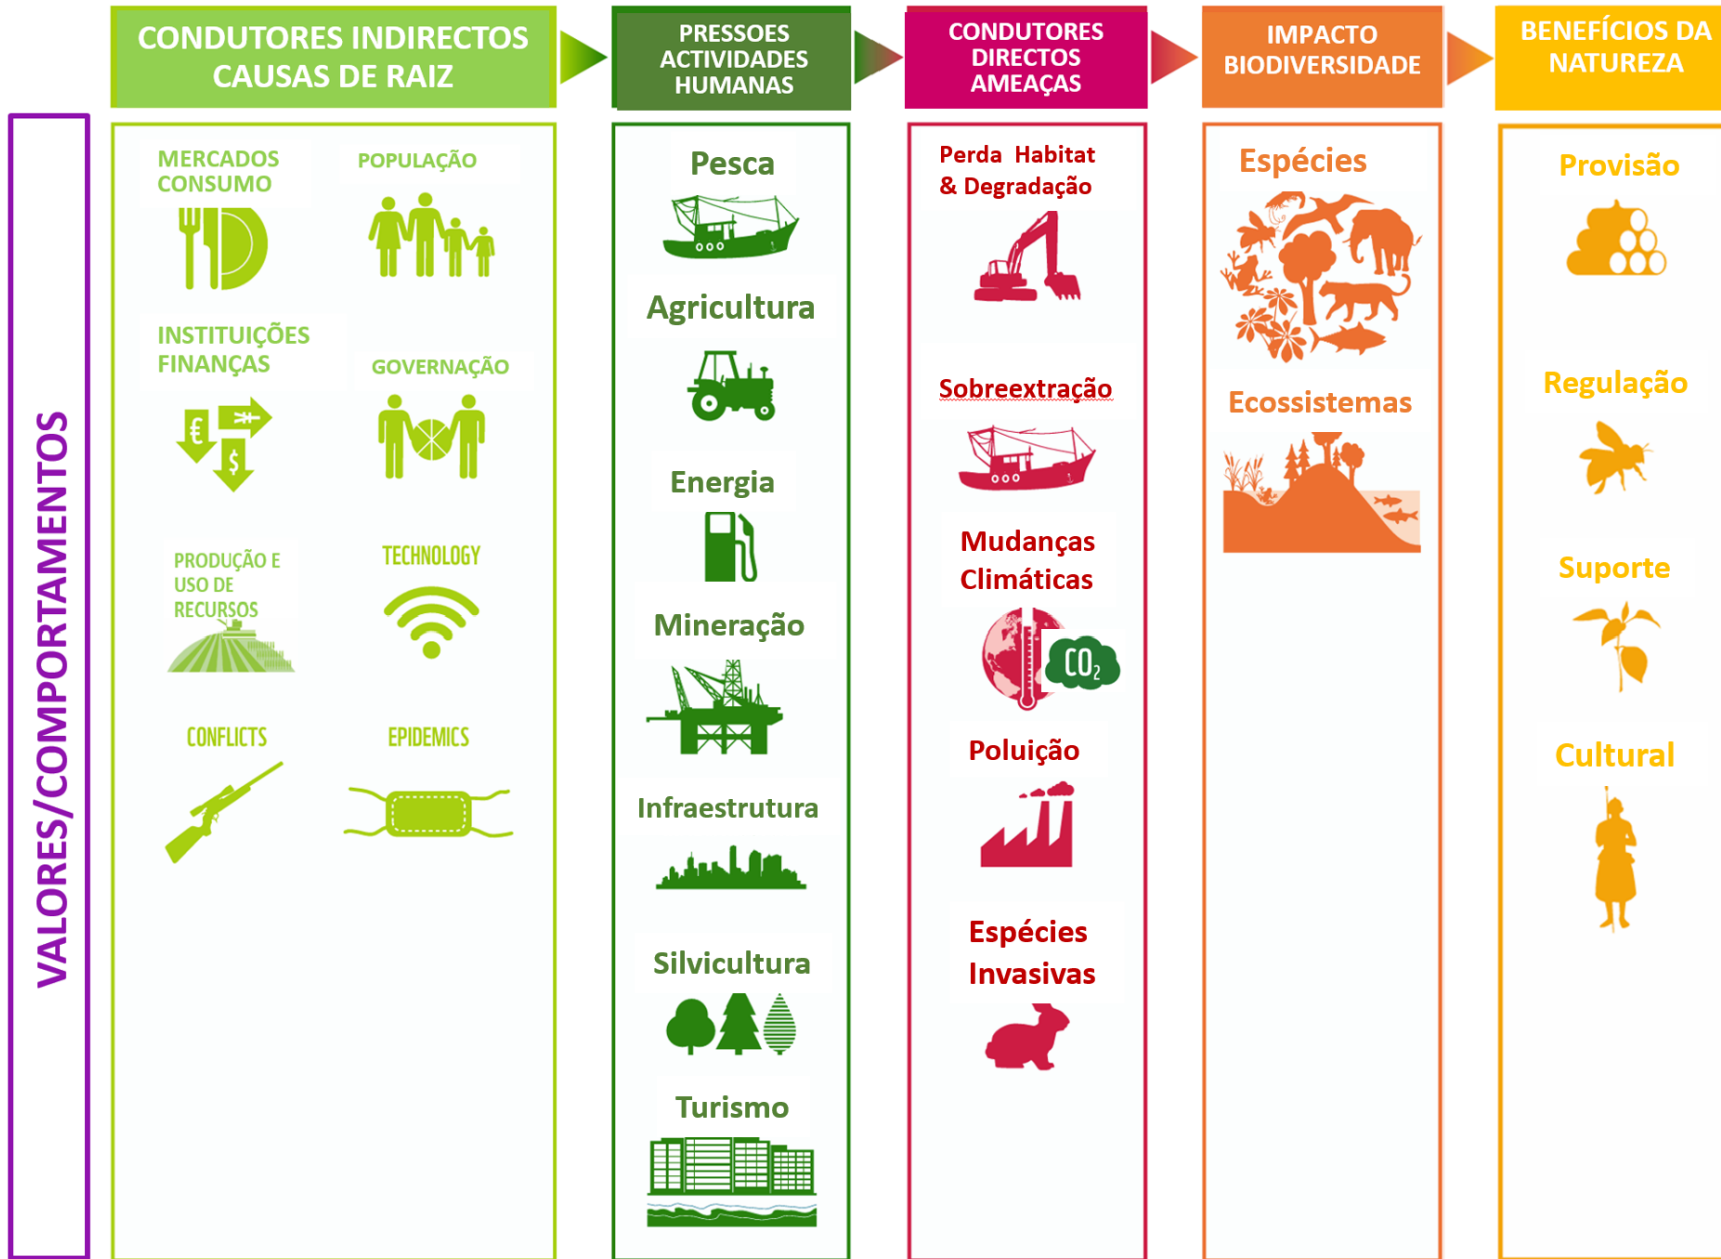 CONDUTORES INDIRECTOS
CAUSAS DE RAIZ
PRESSOES
ACTIVIDADES
HUMANAS
CONDUTORES
DIRECTOS
AMEAÇAS
IMPACTO
BIODIVERSIDADE
BENEFÍCIOS DA
NATUREZA
VALORES/COMPORTAMENTOS
MERCADOS
CONSUMO
POPULAÇÃO
INSTITUIÇÕES
FINANÇAS
GOVERNAÇÃO
€
$
PRODUÇÃO E
USO DE
RECURSOS
TECHNOLOGY
CONFLICTS
EPIDEMICS
Pesca
Agricultura
Energia
Mineração
Infraestrutura
Silvicultura
Turismo
Perda Habitat
& Degradação
Sobreextração
Mudanças
Climáticas
CO₂
Poluição
Espécies
Invasivas
Espécies
Ecossistemas
Provisão
Regulação
Suporte
Cultural